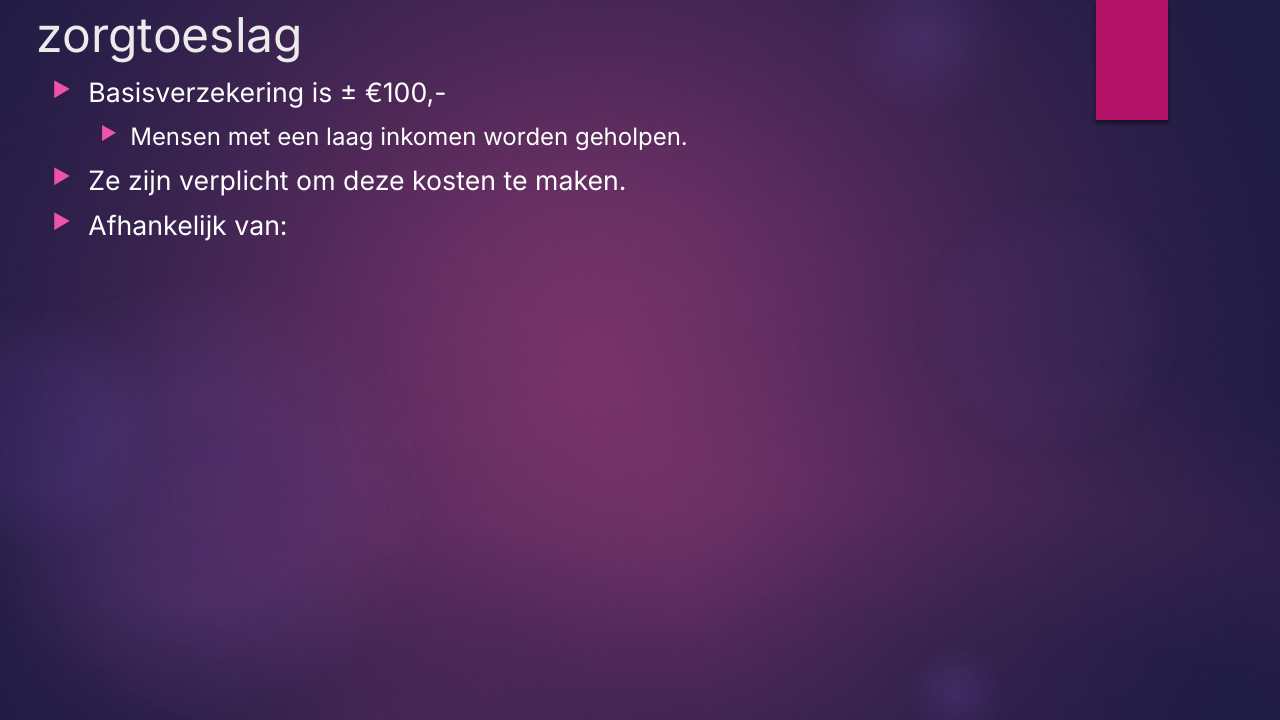 zorgtoeslag
Basisverzekering is ± €100,-
Mensen met een laag inkomen worden geholpen.
Ze zijn verplicht om deze kosten te maken.
Afhankelijk van: